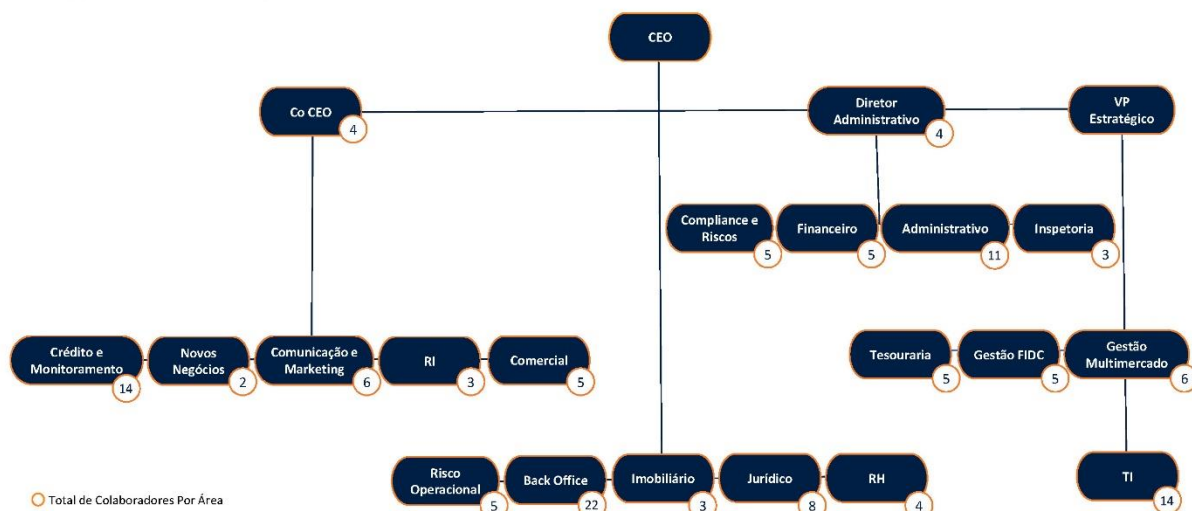 CEO
Co CEO
4
Diretor
Administrativo
4
VP
Estratégico
Compliance e
Riscos
5
Financeiro
5
Administrativo
11
Inspetoria
3
Crédito e
Monitoramento
14
Novos
Negócios
2
Comunicação e
Marketing
6
RI
3
Comercial
5
Tesouraria
5
Gestão FIDC
5
Gestão
Multimercado
6
Risco
Operacional
5
Back Office
22
Imobiliário
3
Jurídico
8
RH
4
TI
14
Total de Colaboradores Por Área